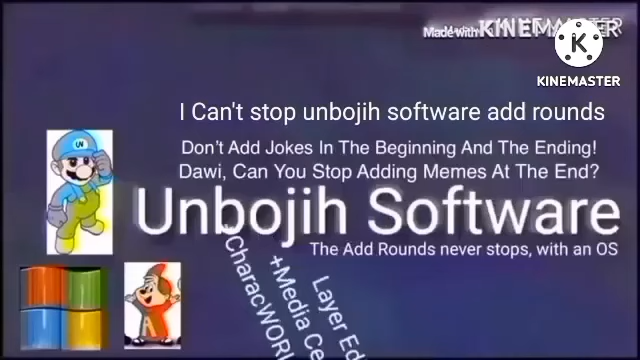 Made with KINEMASTER
KINEMASTER
I Can't stop unbojih software add rounds
Don't Add Jokes In The Beginning And The Ending!
Dawi, Can You Stop Adding Memes At The End?
UN
Unbojih Software
The Add Rounds never stops, with an OS
Layer Ed
+Media Ce
*CharacWORL